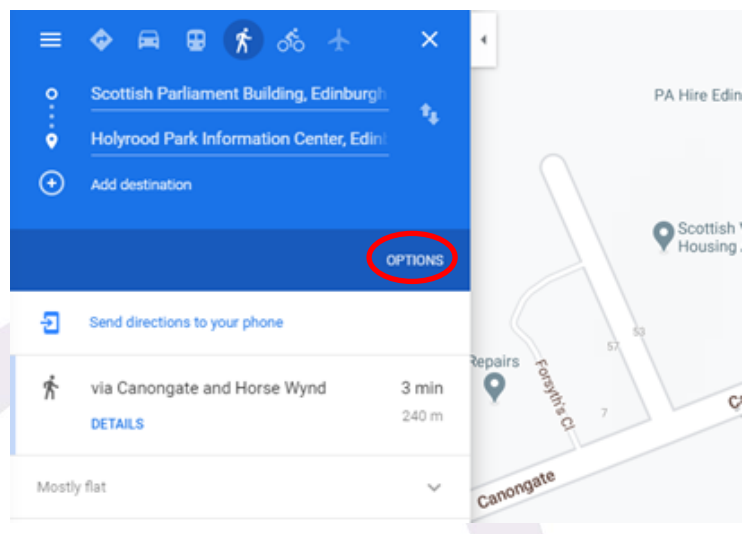 Scottish Parliament Building, Edinburgh
Holyrood Park Information Center, Edin
Add destination
OPTIONS
Send directions to your phone
via Canongate and Horse Wynd
3 min
DETAILS
240 m
Mostly flat
PA Hire Edin
Scottish
Housing
53
57
Repairs
Forsyth's Cl
7
Ca
Canongate